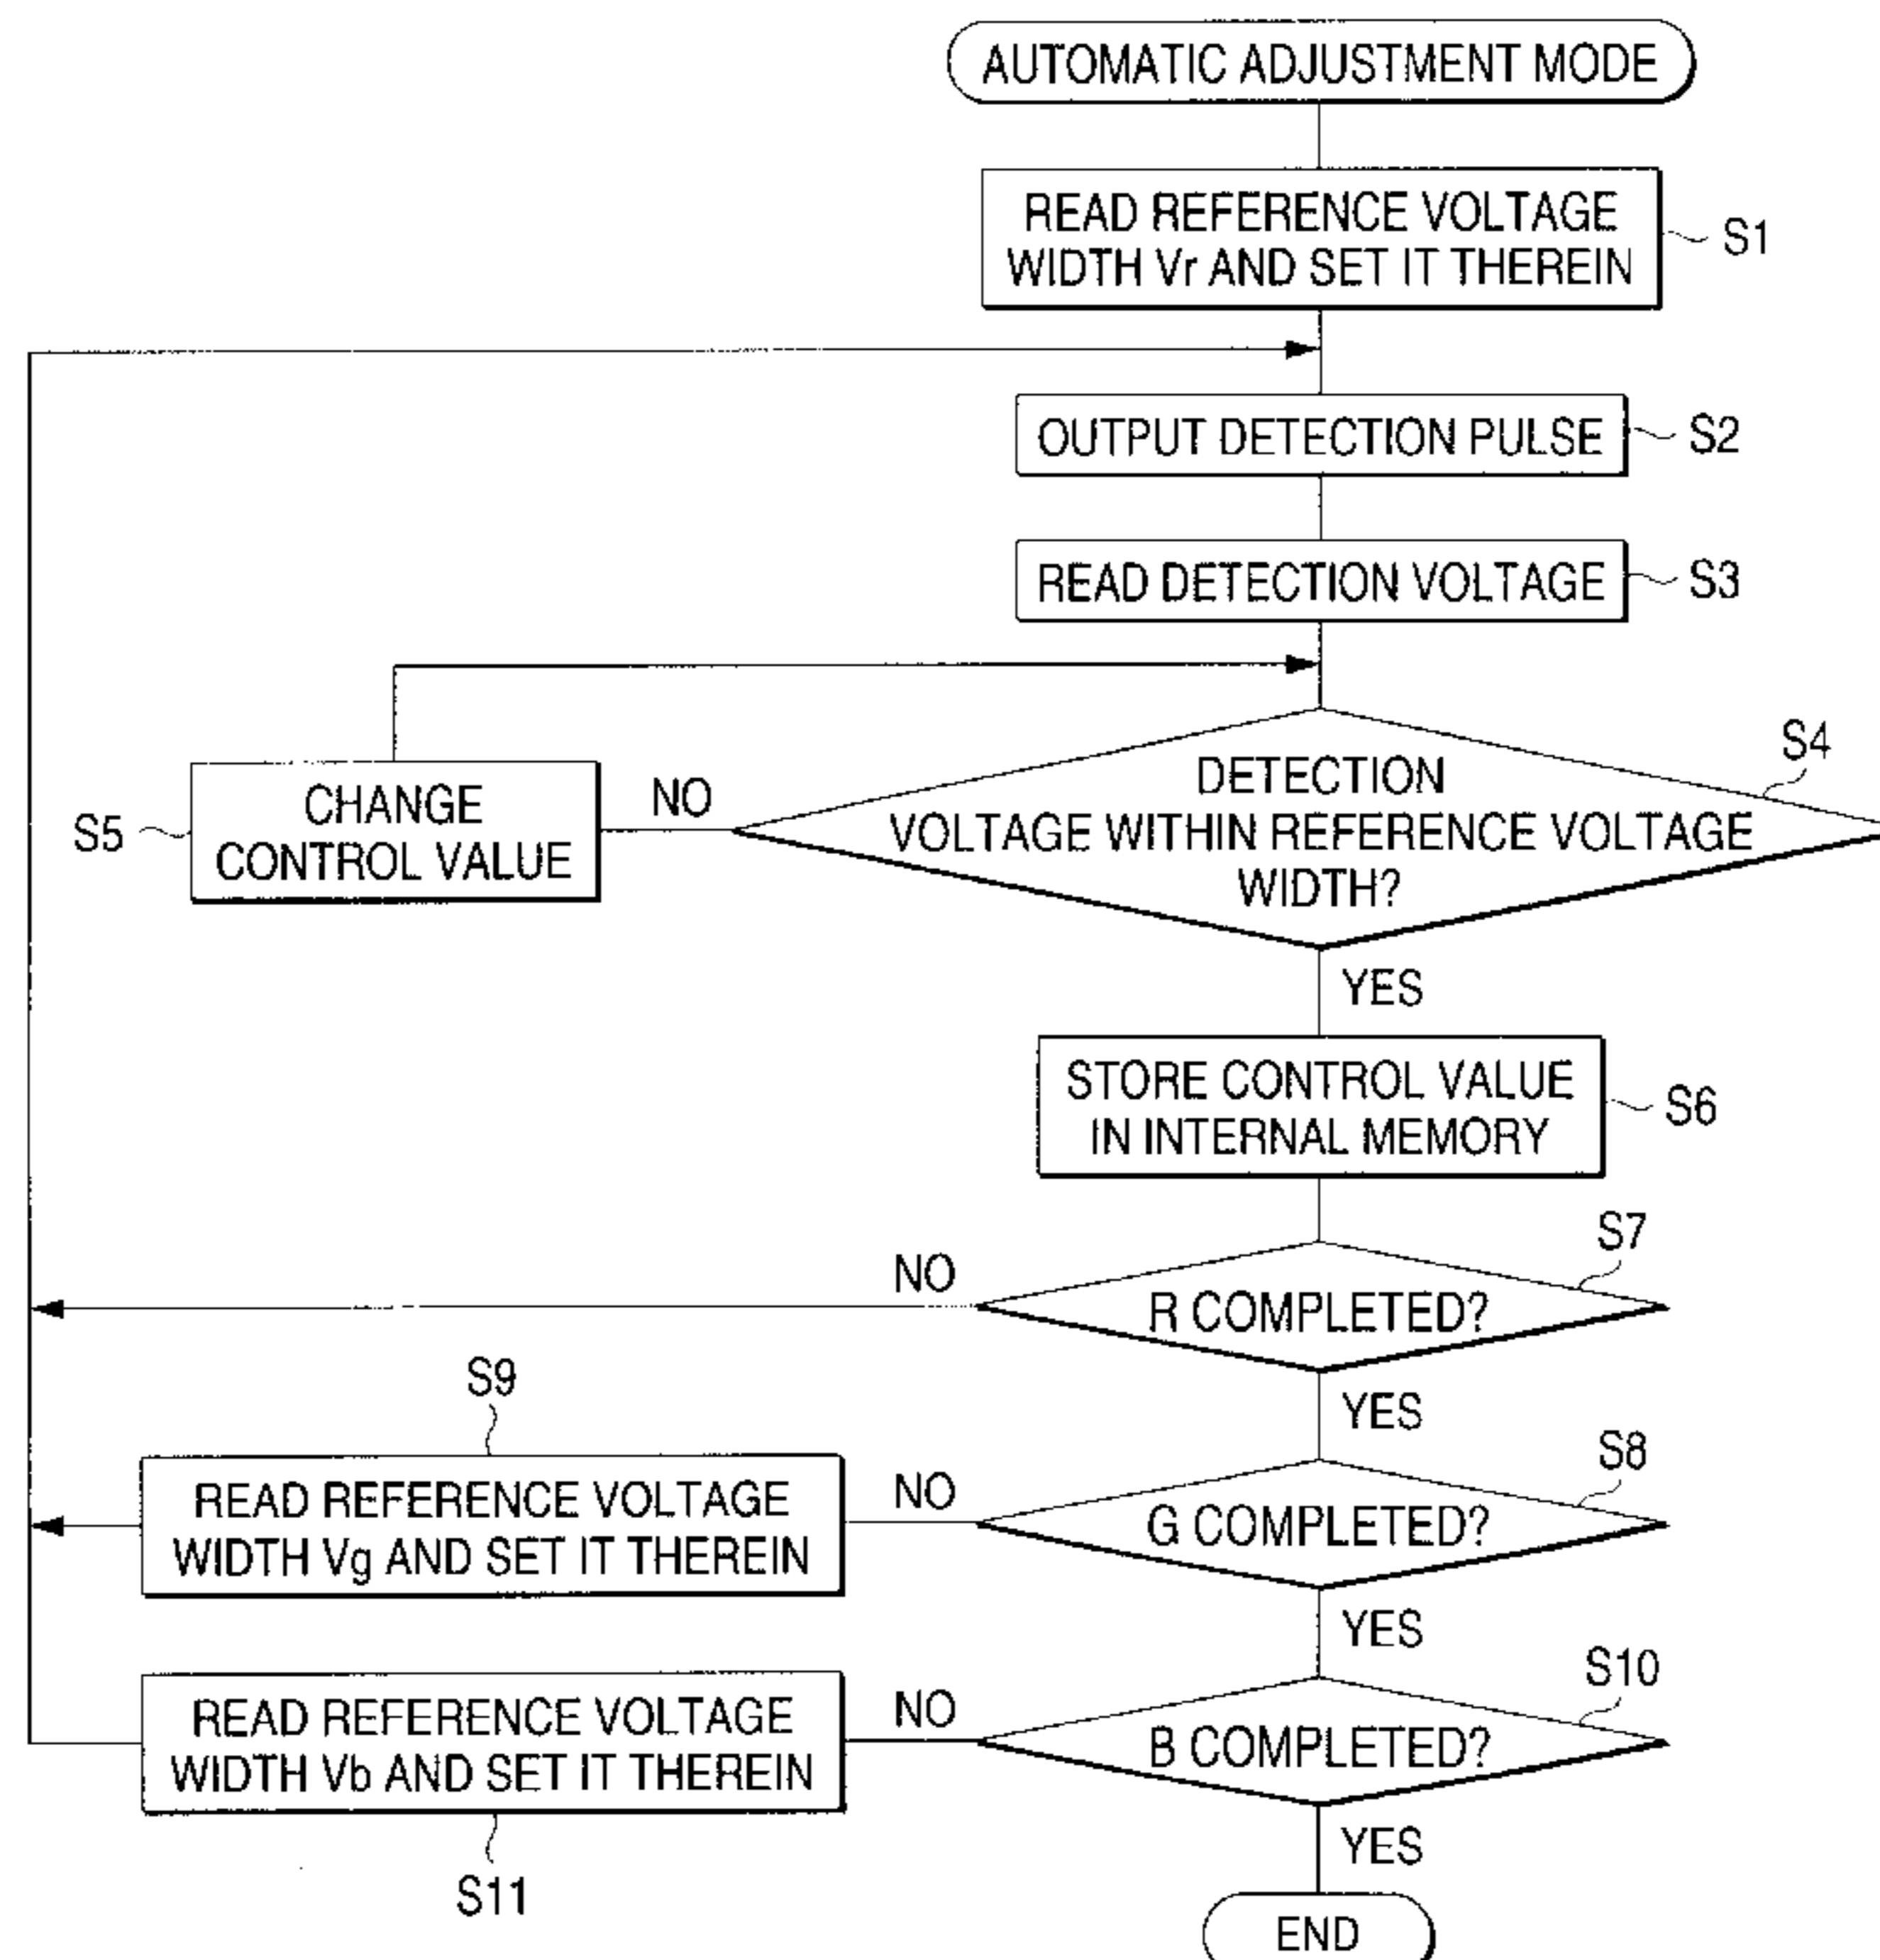 AUTOMATIC ADJUSTMENT MODE
READ REFERENCE VOLTAGE
WIDTH Vr AND SET IT THEREIN
S1
OUTPUT DETECTION PULSE
S2
READ DETECTION VOLTAGE
S3
S4
DETECTION
VOLTAGE WITHIN REFERENCE VOLTAGE
WIDTH?
NO
S5
CHANGE
CONTROL VALUE
YES
STORE CONTROL VALUE
IN INTERNAL MEMORY
S6
S7
R COMPLETED?
NO
YES
S8
G COMPLETED?
NO
S9
READ REFERENCE VOLTAGE
WIDTH Vg AND SET IT THEREIN
YES
S10
B COMPLETED?
NO
READ REFERENCE VOLTAGE
WIDTH Vb AND SET IT THEREIN
S11
YES
END